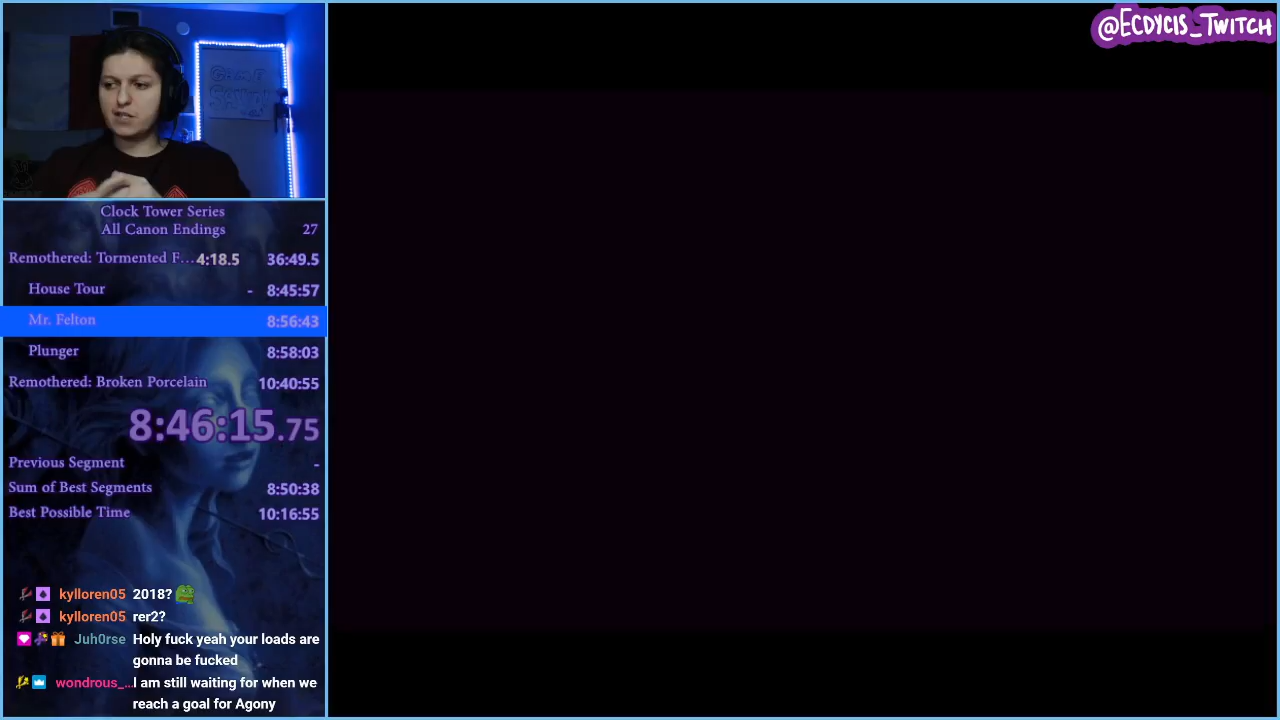 @ECDYCIS_TWITCH
Clock Tower Series
All Canon Endings 27
Remothered: Tormented F... 4:18.5 36:49.5
House Tour - 8:45:57
Mr. Felton 8:56:43
Plunger 8:58:03
Remothered: Broken Porcelain 10:40:55
8:46:15.75
Previous Segment -
Sum of Best Segments 8:50:38
Best Possible Time 10:16:55
kylloren05 2018?
kylloren05 rer2?
Juh0rse Holy fuck yeah your loads are
gonna be fucked
wondrous_... I am still waiting for when we
reach a goal for Agony